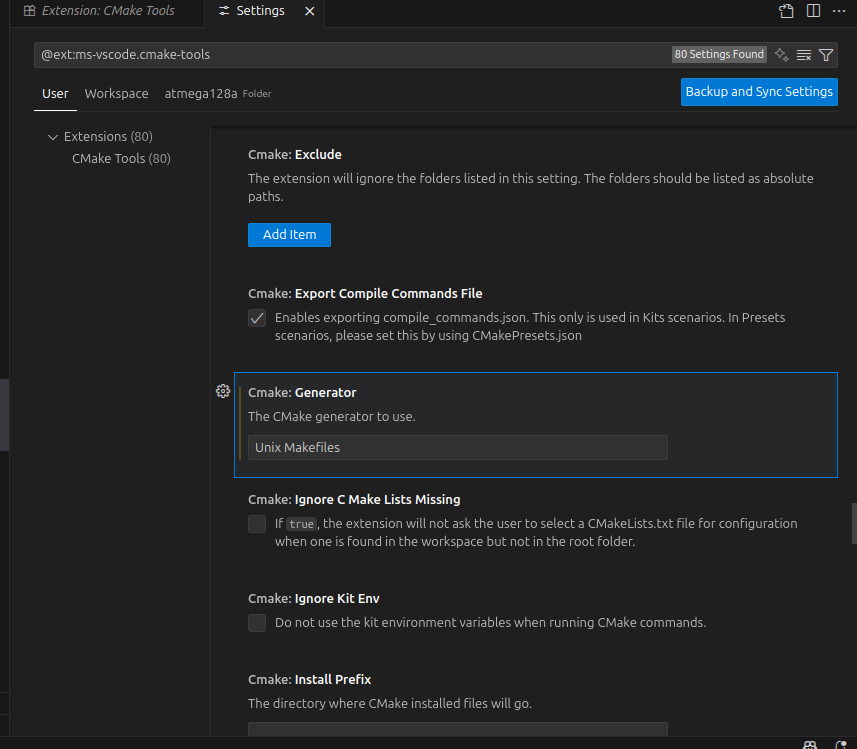 Extension: CMake Tools
Settings
@ext:ms-vscode.cmake-tools
80 Settings Found
User
Workspace
atmega128a Folder
Backup and Sync Settings
Extensions (80)
CMake Tools (80)
Cmake: Exclude
The extension will ignore the folders listed in this setting. The folders should be listed as absolute
paths.
Add Item
Cmake: Export Compile Commands File
Enables exporting compile_commands.json. This only is used in Kits scenarios. In Presets
scenarios, please set this by using CMakePresets.json
Cmake: Generator
The CMake generator to use.
Unix Makefiles
Cmake: Ignore C Make Lists Missing
If true, the extension will not ask the user to select a CMakeLists.txt file for configuration
when one is found in the workspace but not in the root folder.
Cmake: Ignore Kit Env
Do not use the kit environment variables when running CMake commands.
Cmake: Install Prefix
The directory where CMake installed files will go.